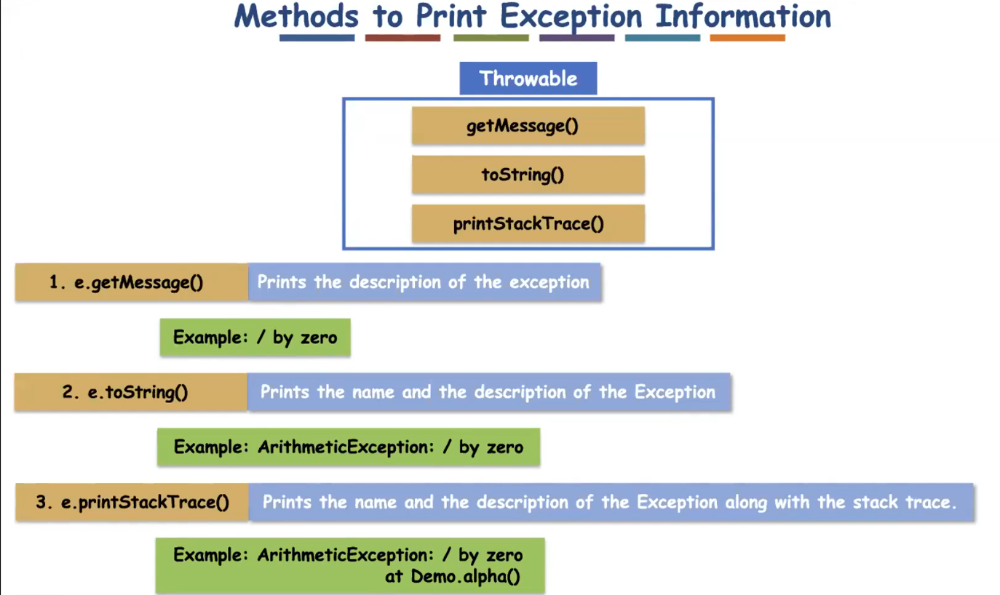 Methods to Print Exception Information
Throwable
getMessage()
toString()
printStackTrace()
1. e.getMessage() Prints the description of the exception
Example: / by zero
2. e.toString() Prints the name and the description of the Exception
Example: ArithmeticException: / by zero
3. e.printStackTrace() Prints the name and the description of the Exception along with the stack trace.
Example: ArithmeticException: / by zero
at Demo.alpha()